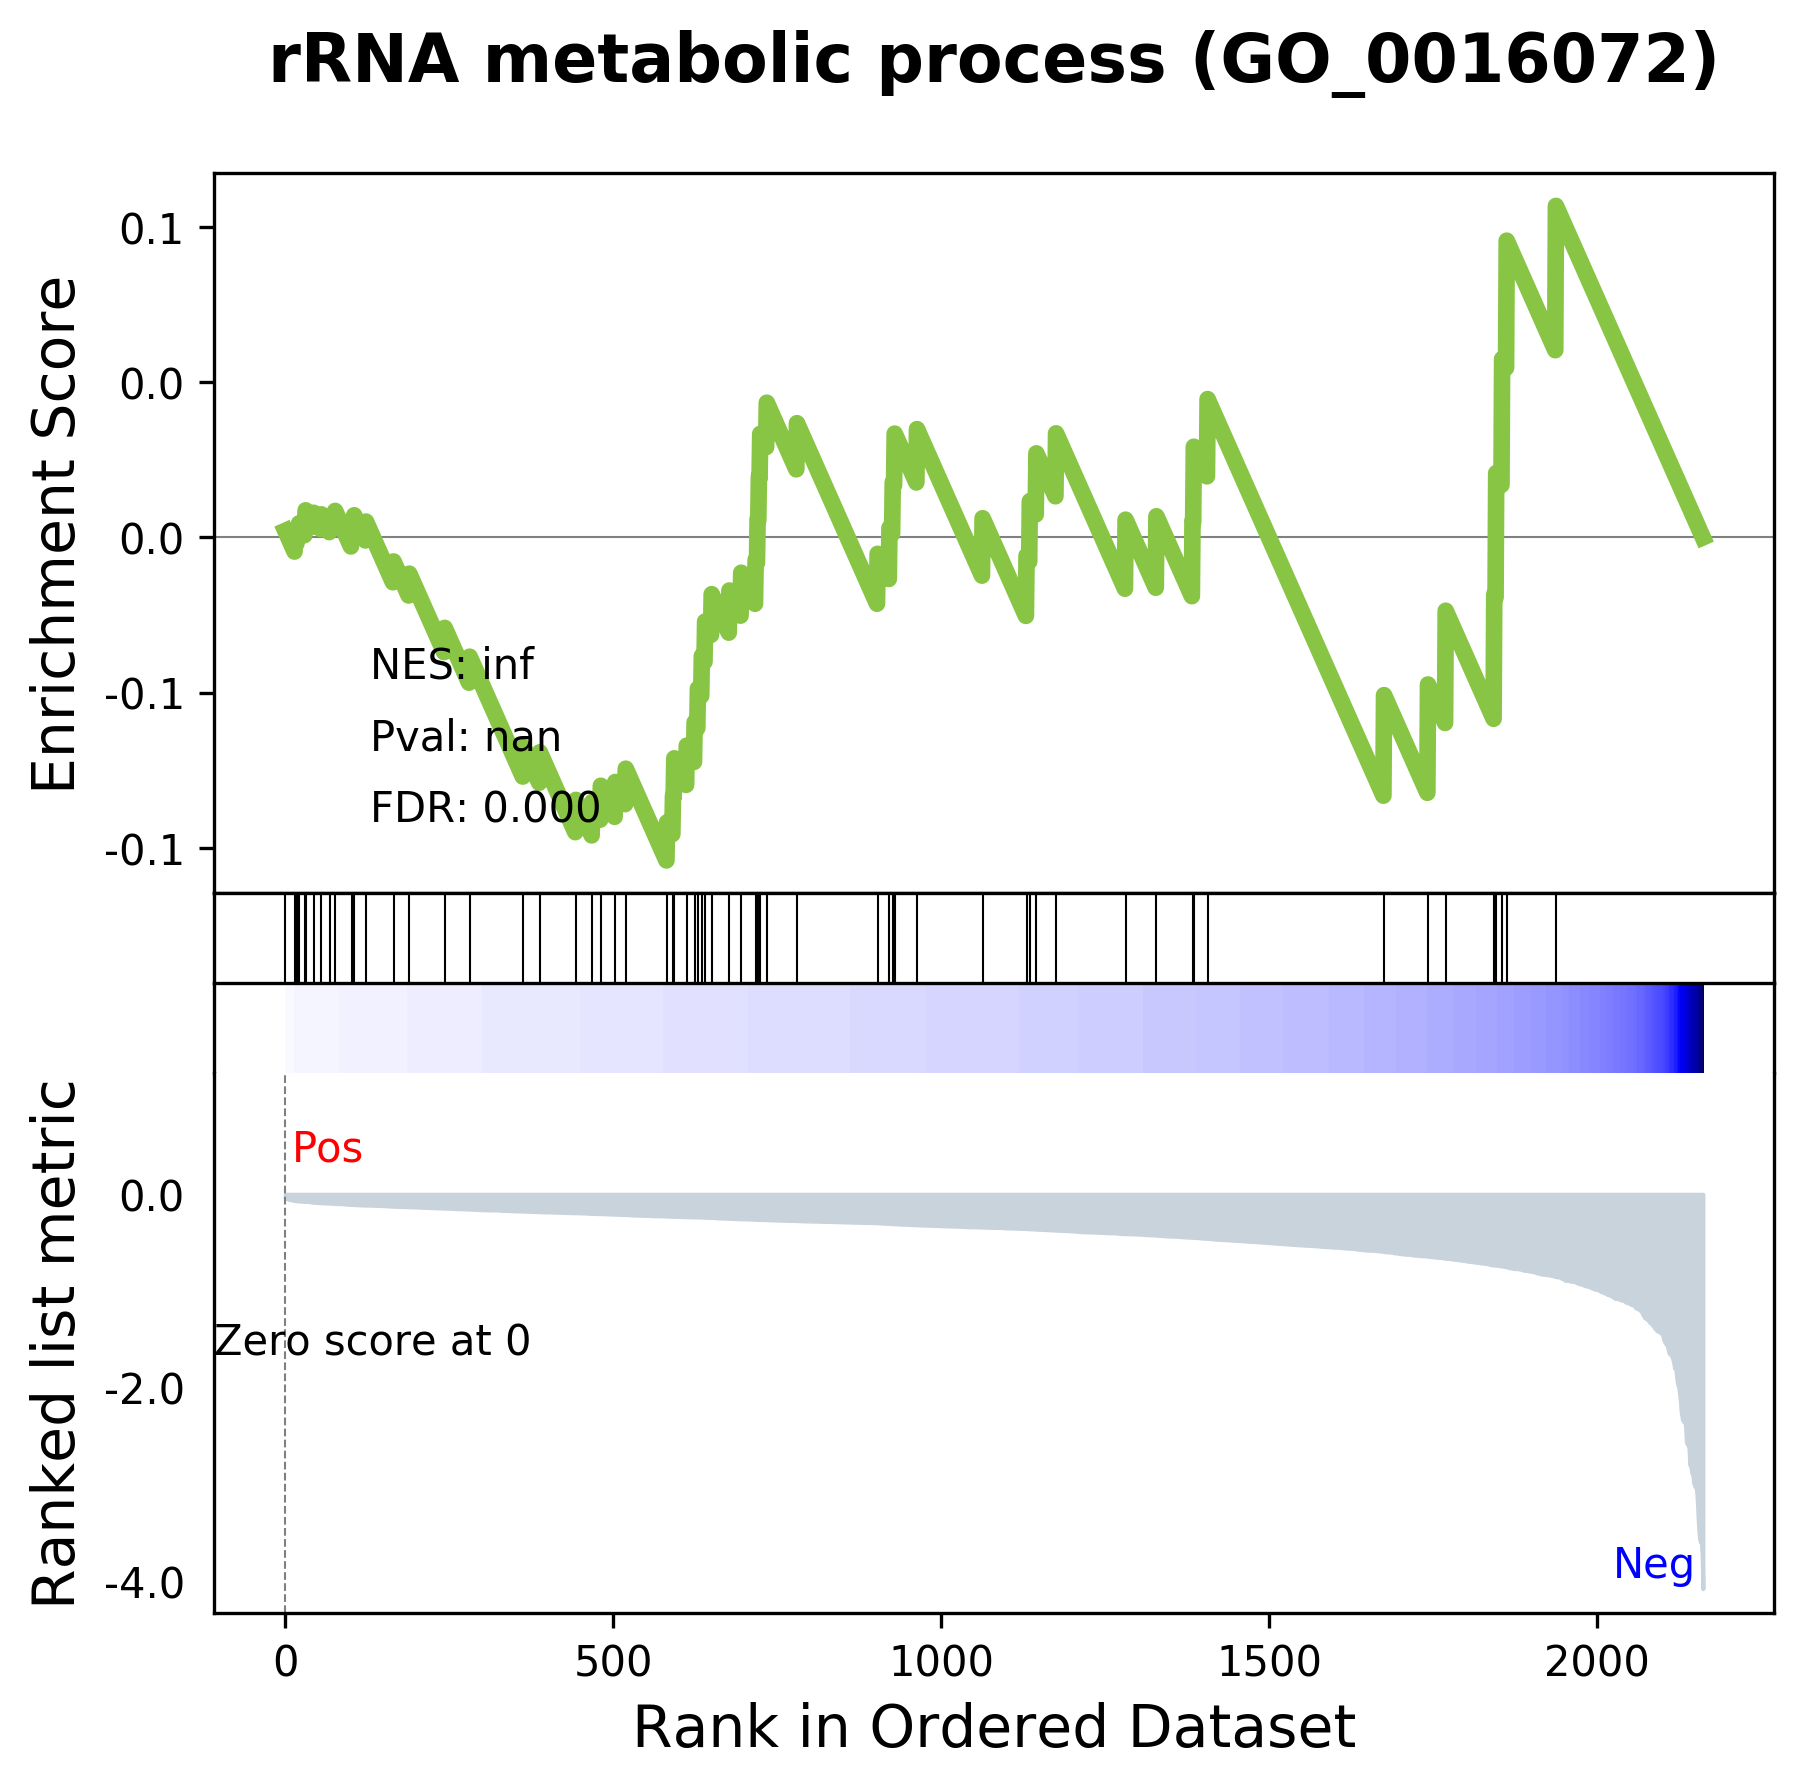 rRNA metabolic process (GO_0016072)
Enrichment Score
0.1
0.0
0.0
-0.1
-0.1
NES: inf
Pval: nan
FDR: 0.000
Ranked list metric
Pos
0.0
Zero score at 0
-2.0
Neg
-4.0
0 500 1000 1500 2000
Rank in Ordered Dataset